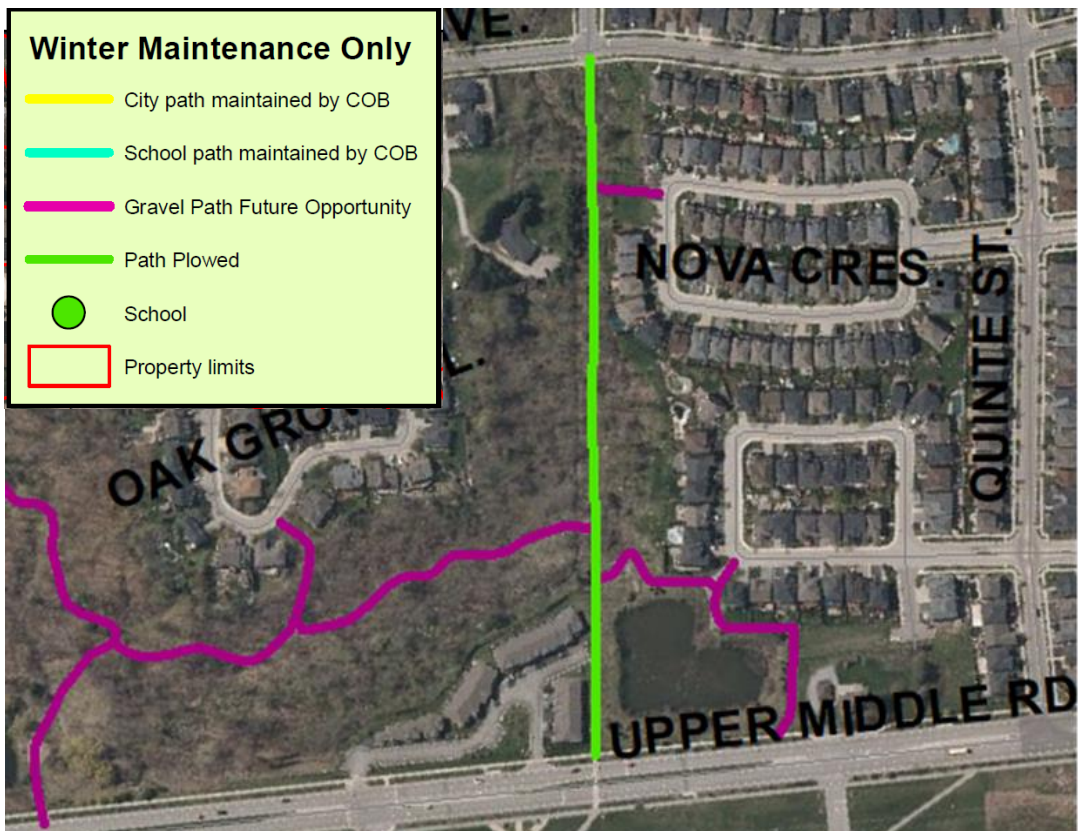 Winter Maintenance Only
City path maintained by COB
School path maintained by COB
Gravel Path Future Opportunity
Path Plowed
School
Property limits
VE.
NOVA CRES.
QUINTE ST.
L.
OAK GRO
UPPER MIDDLE RD